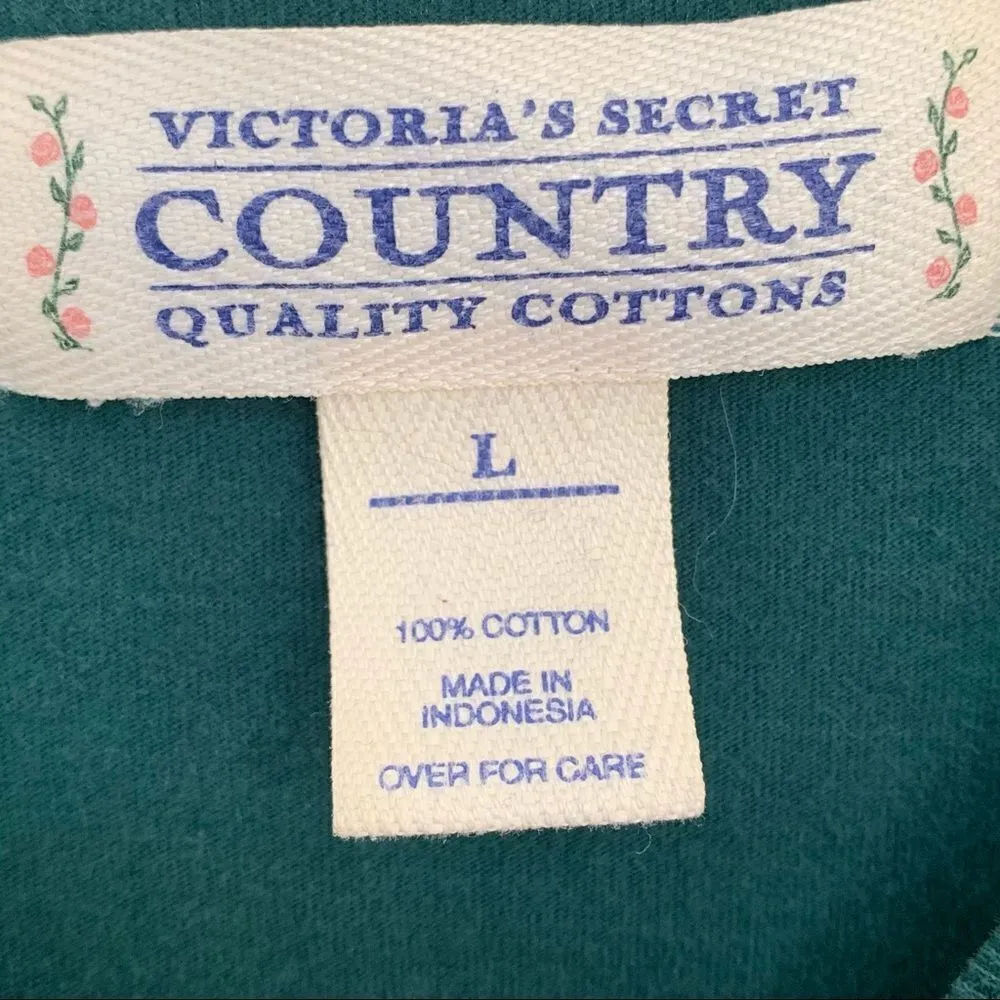 VICTORIA'S SECRET
COUNTRY
QUALITY COTTONS
L
100% COTTON
MADE IN
INDONESIA
OVER FOR CARE